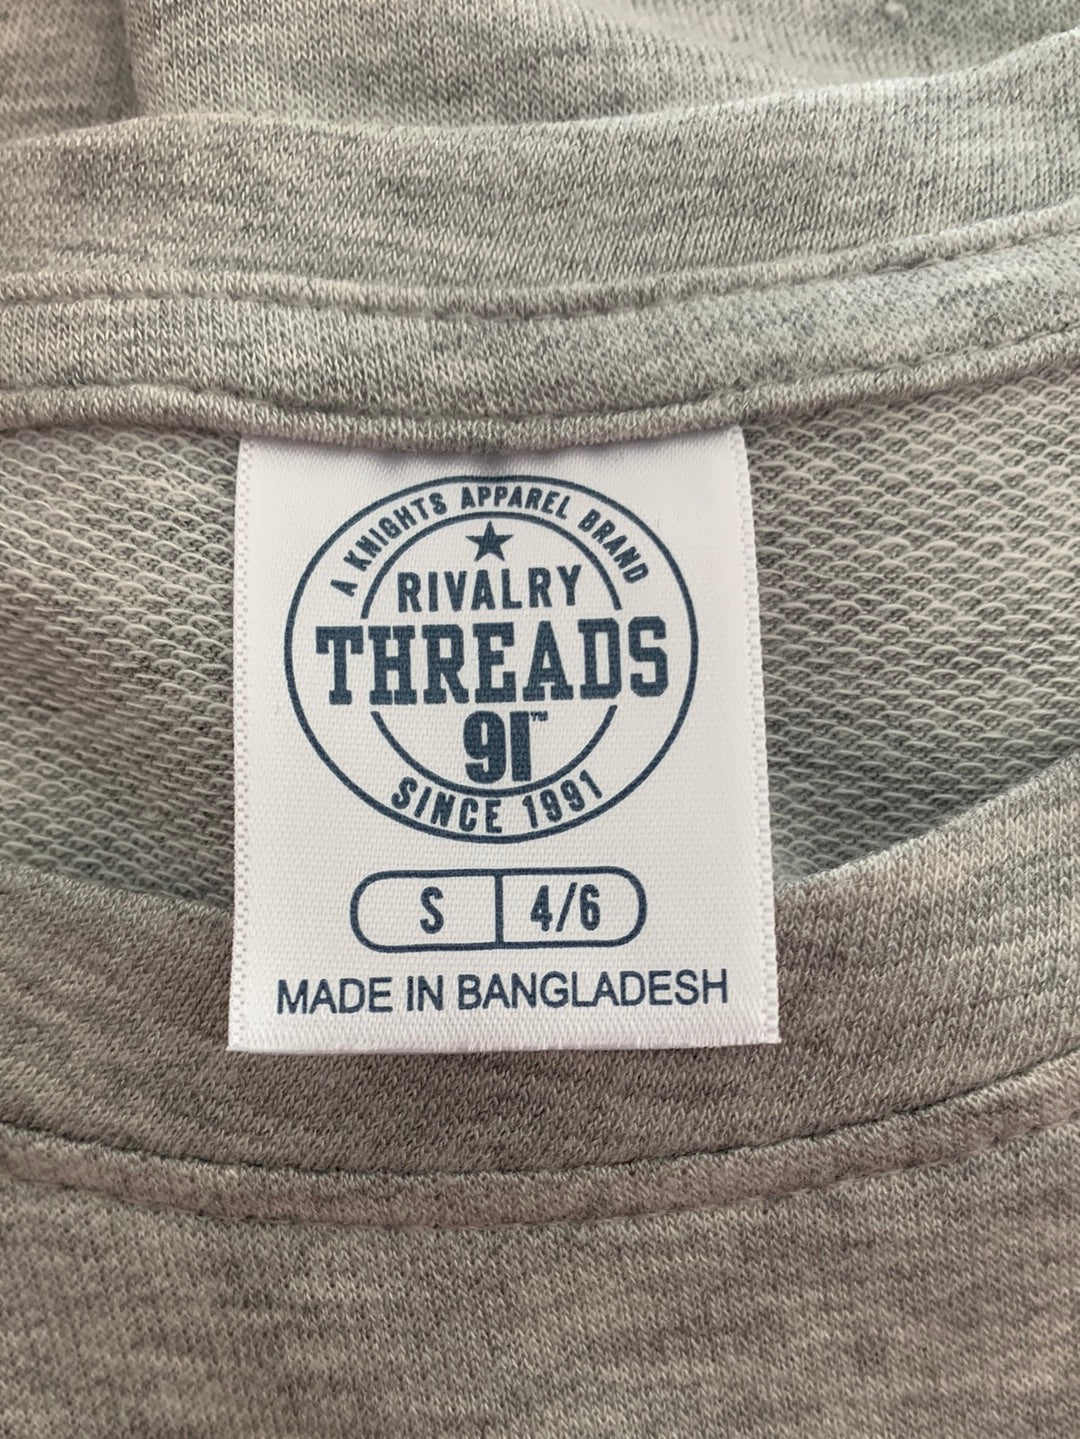 A KNIGHTS APPAREL BRAND
RIVALRY
THREADS
91™
SINCE 1991
S 4/6
MADE IN BANGLADESH